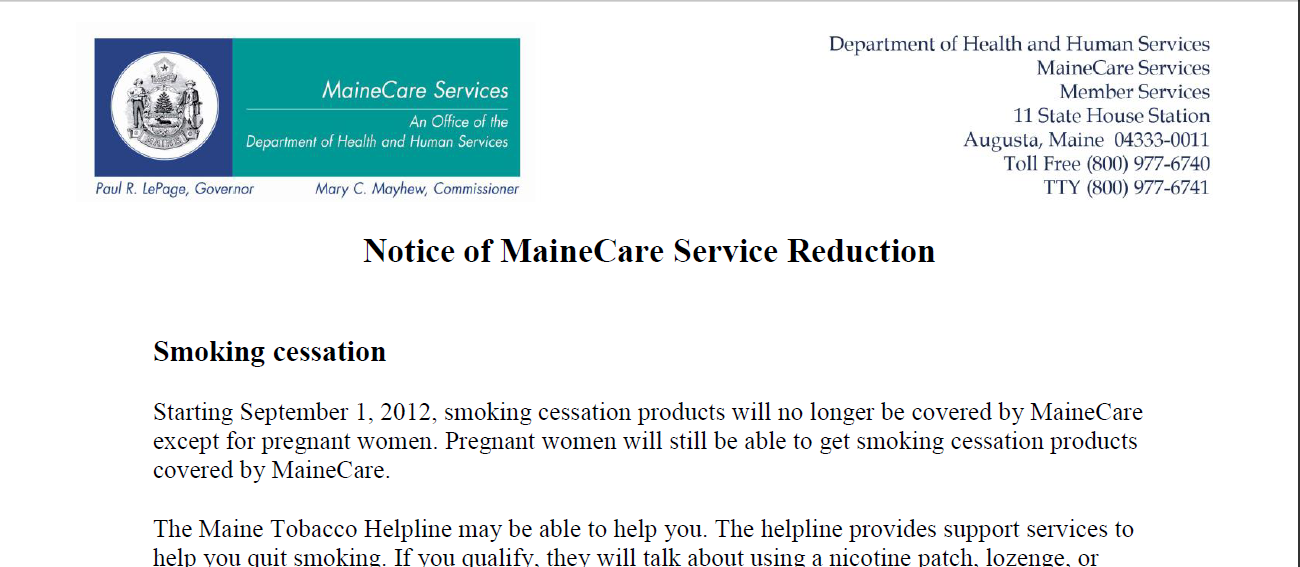 MaineCare Services
An Office of the
Department of Health and Human Services
MAINE
Paul R. LePage, Governor Mary C. Mayhew, Commissioner
Department of Health and Human Services
MaineCare Services
Member Services
11 State House Station
Augusta, Maine 04333-0011
Toll Free (800) 977-6740
TTY (800) 977-6741
Notice of MaineCare Service Reduction
Smoking cessation
Starting September 1, 2012, smoking cessation products will no longer be covered by MaineCare
except for pregnant women. Pregnant women will still be able to get smoking cessation products
covered by MaineCare.
The Maine Tobacco Helpline may be able to help you. The helpline provides support services to
help you quit smoking. If you qualify, they will talk about using a nicotine patch, lozenge, or